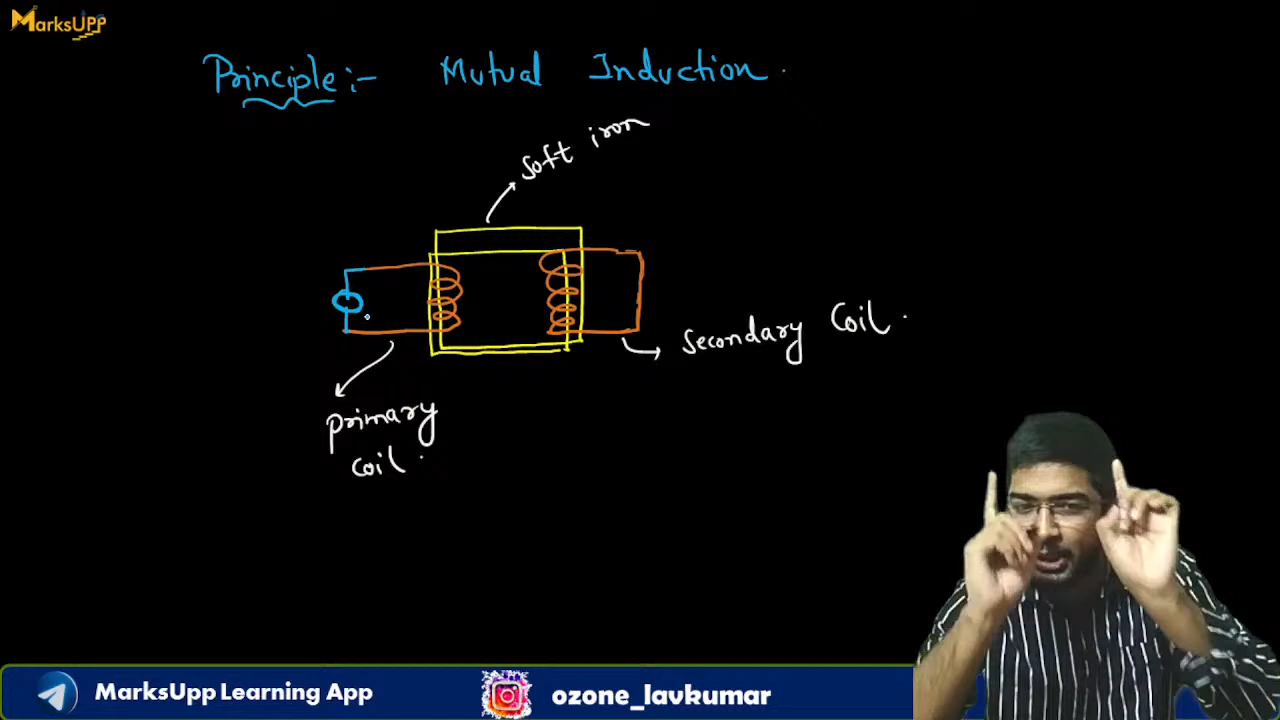 MarksUPP
Principle:- Mutual Induction.
soft iron
Secondary Coil.
primary
coil.
MarksUpp Learning App
ozone_lavkumar